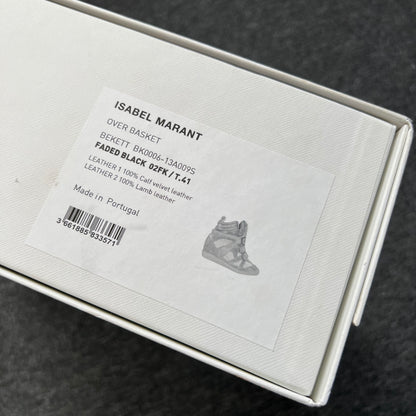 ISABEL MARANT
OVER BASKET
BEKETT BK0006-13A009S
FADED BLACK 02FK / T.41
LEATHER 1 100% Calf velvet leather
LEATHER 2 100% Lamb leather
Made in Portugal
3 661885 833571